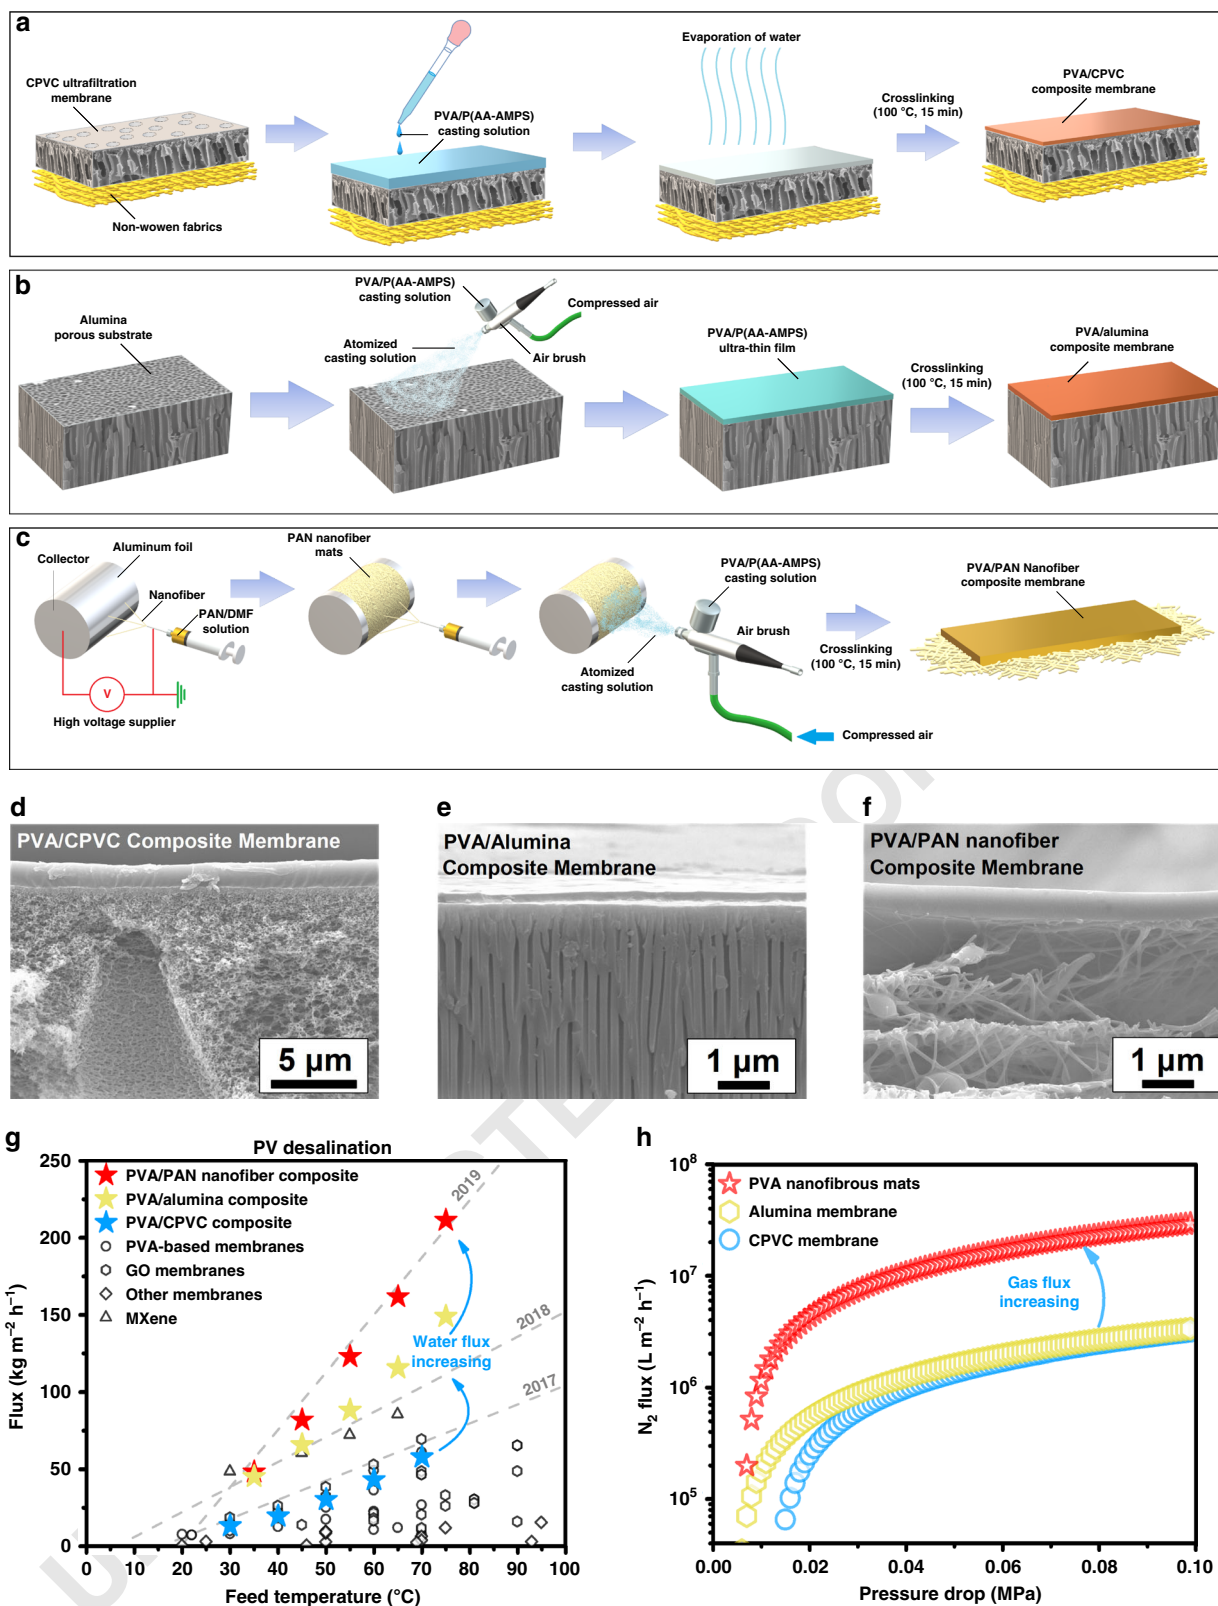 a
CPVC ultrafiltration
membrane
Non-wowen fabrics
PVA/P(AA-AMPS)
casting solution
Evaporation of water
Crosslinking
(100 °C, 15 min)
PVA/CPVC
composite membrane
b
Alumina
porous substrate
PVA/P(AA-AMPS)
casting solution
Compressed air
Atomized
casting solution
Air brush
PVA/P(AA-AMPS)
ultra-thin film
Crosslinking
(100 °C, 15 min)
PVA/alumina
composite membrane
c
Collector
Aluminum foil
Nanofiber
PAN/DMF
solution
V
High voltage supplier
PAN nanofiber
mats
PVA/P(AA-AMPS)
casting solution
Air brush
Atomized
casting solution
Compressed air
Crosslinking
(100 °C, 15 min)
PVA/PAN Nanofiber
composite membrane
d
PVA/CPVC Composite Membrane
5 µm
e
PVA/Alumina
Composite Membrane
1 µm
f
PVA/PAN nanofiber
Composite Membrane
1 µm
g
PV desalination
PVA/PAN nanofiber composite
PVA/alumina composite
PVA/CPVC composite
PVA-based membranes
GO membranes
Other membranes
MXene
2019
2018
2017
Water flux
increasing
Flux (kg m⁻² h⁻¹)
250
200
150
100
50
0
0 10 20 30 40 50 60 70 80 90 100
Feed temperature (°C)
h
PVA nanofibrous mats
Alumina membrane
CPVC membrane
Gas flux
increasing
N₂ flux (L m⁻² h⁻¹)
10⁸
10⁷
10⁶
10⁵
0.00 0.02 0.04 0.06 0.08 0.10
Pressure drop (MPa)